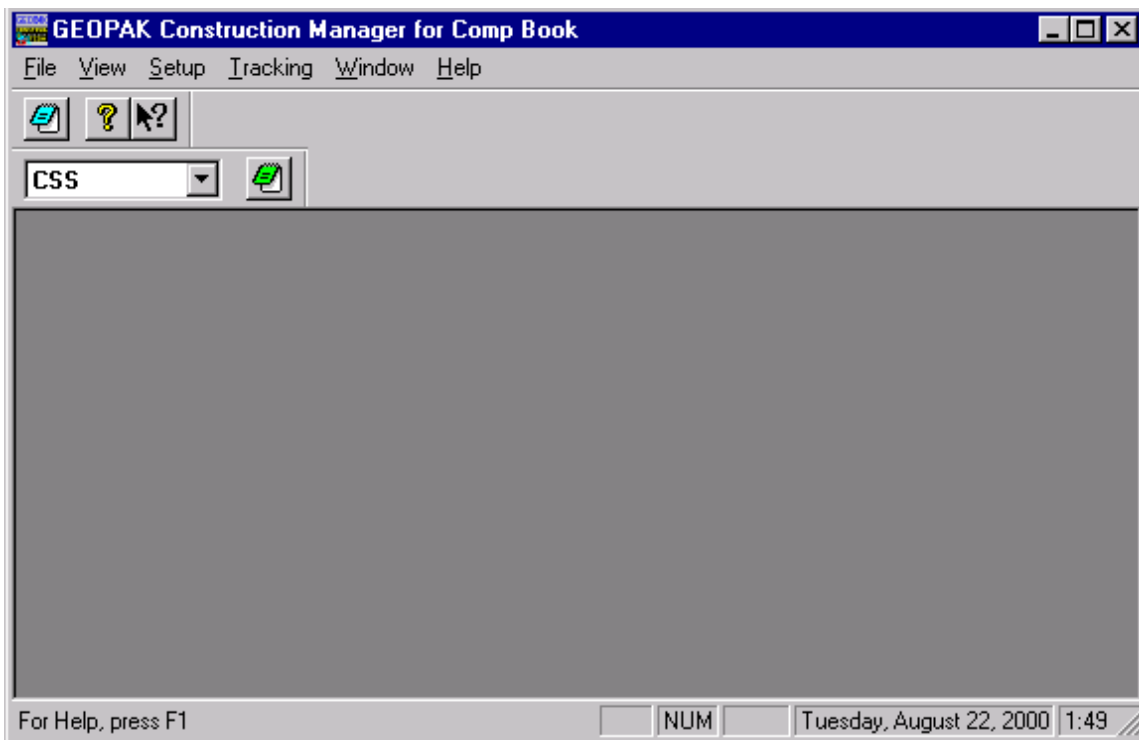 GEOPAK Construction Manager for Comp Book
File View Setup Tracking Window Help
CSS
For Help, press F1 NUM Tuesday, August 22, 2000 1:49